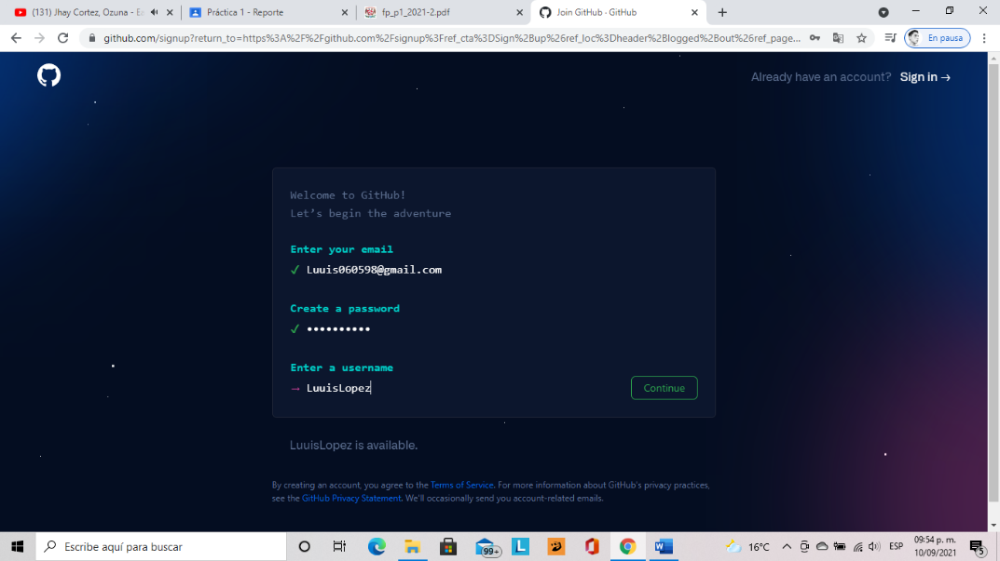 (131) Jhay Cortez, Ozuna - E
Práctica 1 - Reporte
fp_p1_2021-2.pdf
Join GitHub · GitHub
github.com/signup?return_to=https%3A%2F%2Fgithub.com%2Fsignup%3Fref_cta%3DSign%2Bup%26ref_loc%3Dheader%2Blogged%2Bout%26ref_page...
En pausa
Already have an account? Sign in →
Welcome to GitHub!
Let's begin the adventure
Enter your email
✓ Luuis060598@gmail.com
Create a password
✓ ••••••••••
Enter a username
→ LuuisLopez
Continue
LuuisLopez is available.
By creating an account, you agree to the Terms of Service. For more information about GitHub's privacy practices,
see the GitHub Privacy Statement. We'll occasionally send you account-related emails.
Escribe aquí para buscar
99+
16°C
ESP
09:54 p. m.
10/09/2021
5